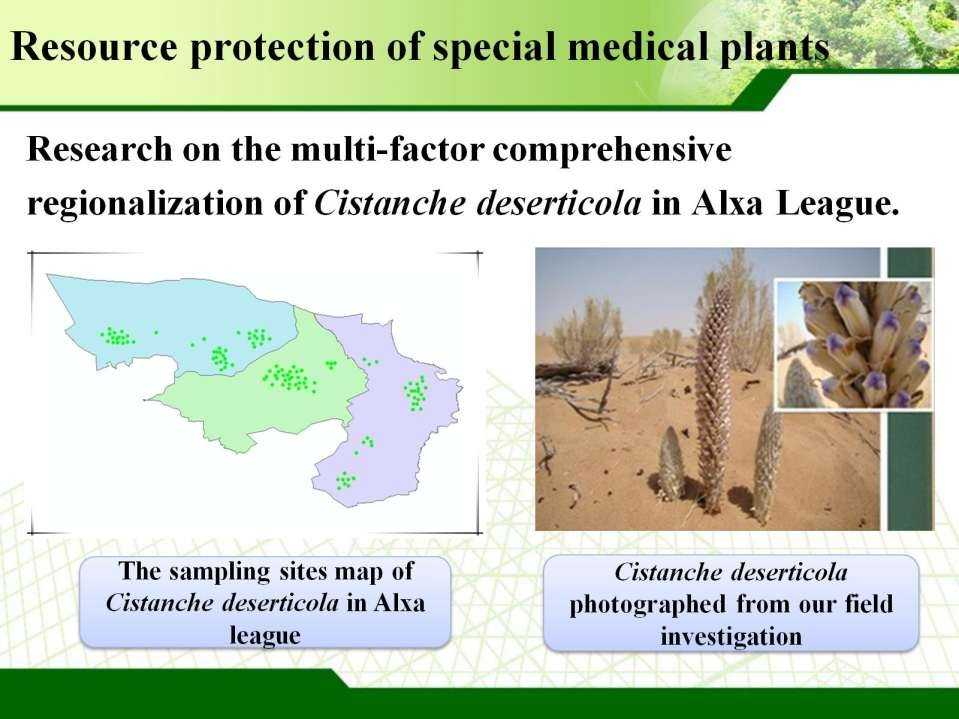 Resource protection of special medical plants
Research on the multi-factor comprehensive
regionalization of Cistanche deserticola in Alxa League.
The sampling sites map of
Cistanche deserticola in Alxa
league
Cistanche deserticola
photographed from our field
investigation